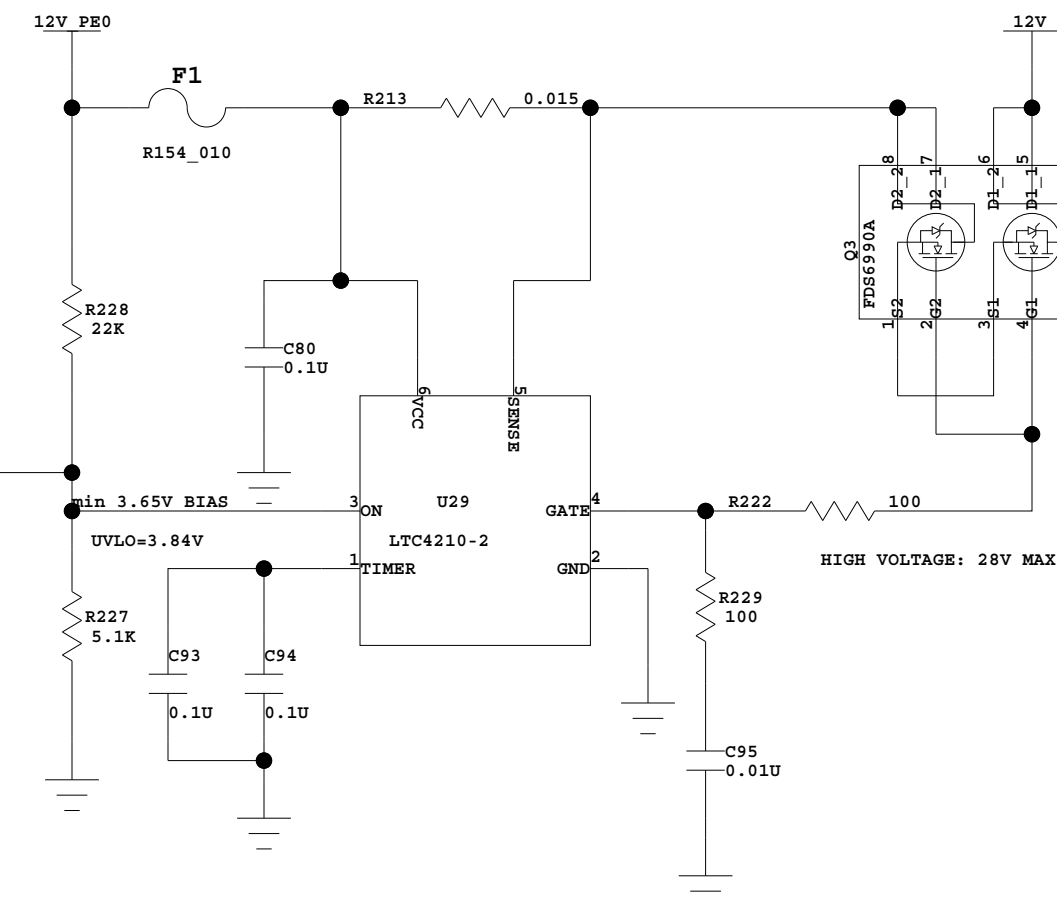 12V PE0
12V
F1
R213
0.015
R154_010
8
7
6
5
D2_2
D2_1
D1_2
D1_1
Q3
FDS6990A
S2
G2
S1
G1
1
2
3
4
R228
22K
C80
0.1U
6
VCC
5
SENSE
min 3.65V BIAS
3
ON
U29
GATE
4
R222
100
UVLO=3.84V
LTC4210-2
HIGH VOLTAGE: 28V MAX
1
TIMER
GND
2
R229
100
R227
5.1K
C93
C94
0.1U
0.1U
C95
0.01U